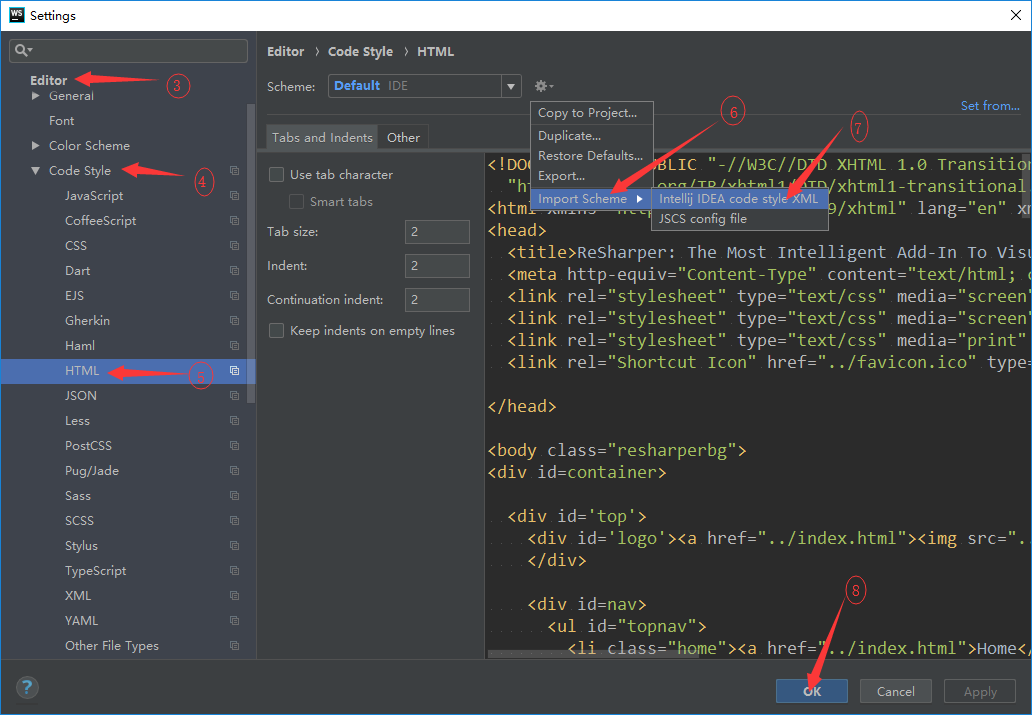 WS Settings
Editor › Code Style › HTML
Editor
③
General
Font
Color Scheme
Code Style
④
JavaScript
CoffeeScript
CSS
Dart
EJS
Gherkin
Haml
HTML
⑤
JSON
Less
PostCSS
Pug/Jade
Sass
SCSS
Stylus
TypeScript
XML
YAML
Other File Types
Scheme: Default IDE
Set from...
Copy to Project...
Duplicate...
Restore Defaults...
Export...
Import Scheme
⑥
Intellij IDEA code style XML
JSCS config file
⑦
Tabs and Indents Other
Use tab character
Smart tabs
Tab size: 2
Indent: 2
Continuation indent: 2
Keep indents on empty lines
<!DOC PUBLIC "-//W3C//DTD XHTML 1.0 Transition
"ht .org/TR/xhtml1/DTD/xhtml1-transitional
<html xmlns="http 9/xhtml" lang="en" xm
<head>
<title>ReSharper: The Most Intelligent Add-In To Visu
<meta http-equiv="Content-Type" content="text/html; c
<link rel="stylesheet" type="text/css" media="screen"
<link rel="stylesheet" type="text/css" media="screen"
<link rel="stylesheet" type="text/css" media="print"
<link rel="Shortcut Icon" href="../favicon.ico" type=
</head>
<body class="resharperbg">
<div id=container>
<div id='top'>
<div id='logo'><a href="../index.html"><img src="..
</div>
<div id=nav>
<ul id="topnav">
<li class="home"><a href="../index.html">Home</
⑧
?
OK Cancel Apply